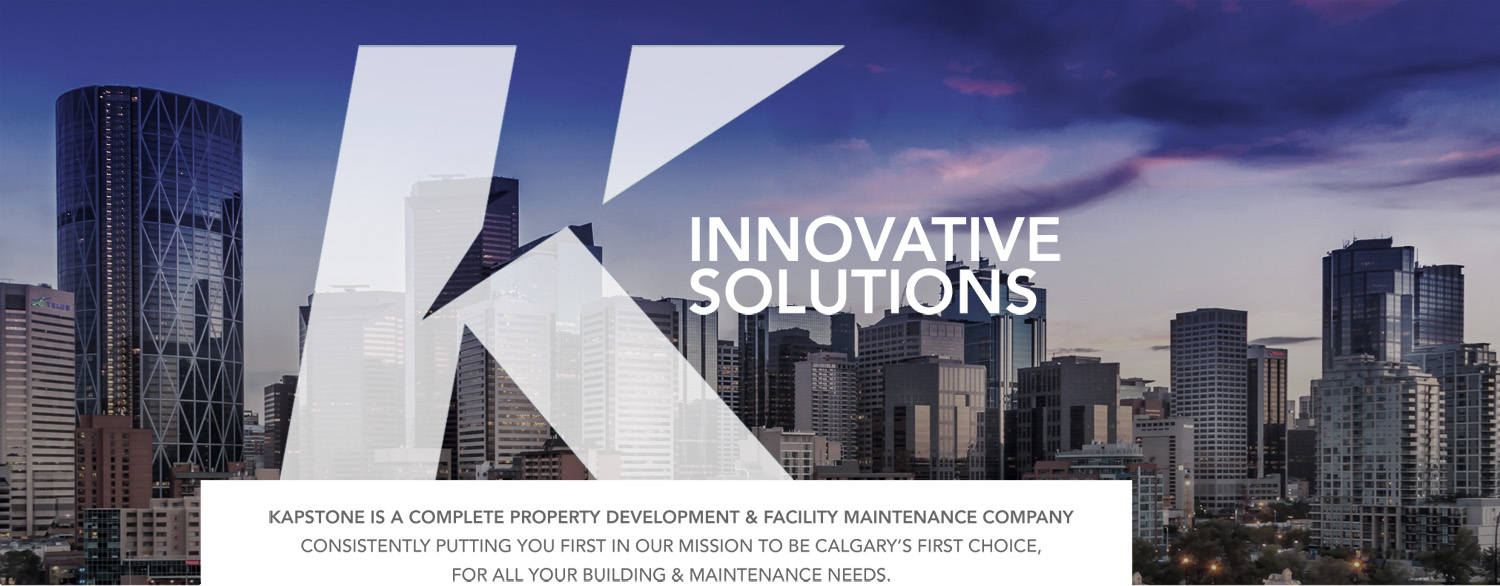 TELUS
K
INNOVATIVE
SOLUTIONS
KAPSTONE IS A COMPLETE PROPERTY DEVELOPMENT & FACILITY MAINTENANCE COMPANY
CONSISTENTLY PUTTING YOU FIRST IN OUR MISSION TO BE CALGARY'S FIRST CHOICE,
FOR ALL YOUR BUILDING & MAINTENANCE NEEDS.